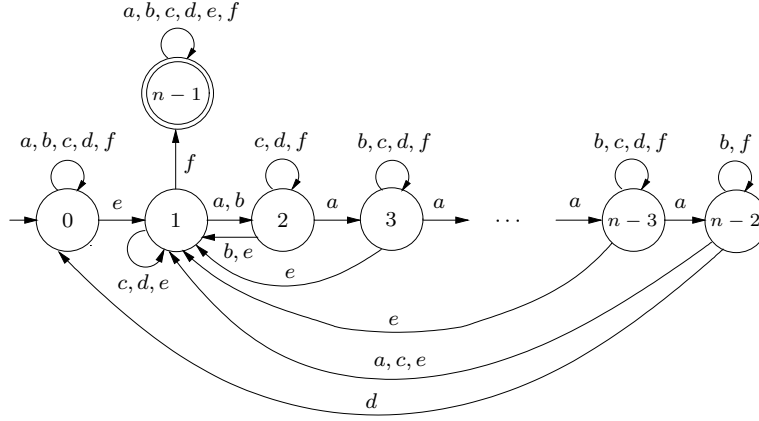 a, b, c, d, e, f
n − 1
a, b, c, d, f
c, d, f
b, c, d, f
b, c, d, f
b, f
f
0
e
1
a, b
2
a
3
a
· · ·
a
n − 3
a
n − 2
b, e
c, d, e
e
e
a, c, e
d